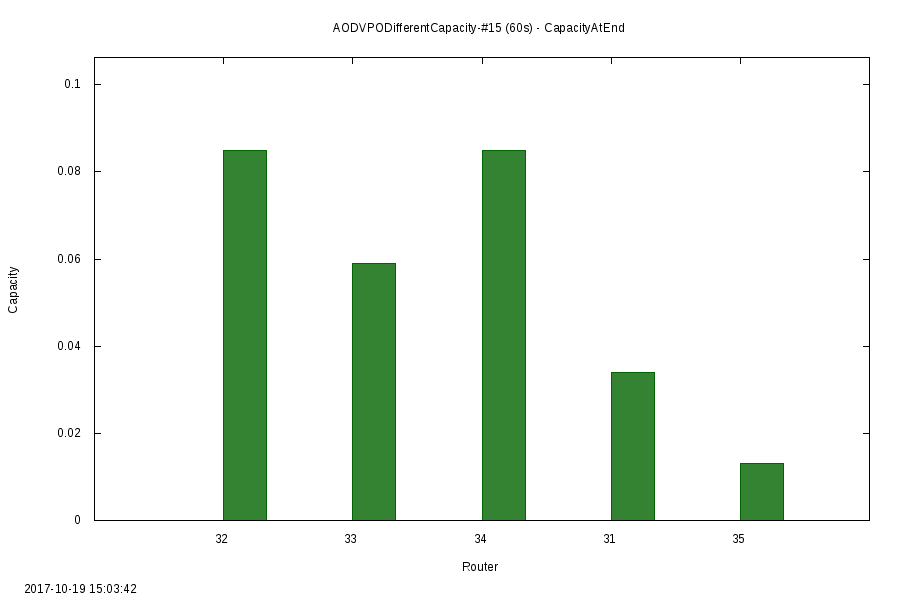 AODVPODifferentCapacity-#15 (60s) - CapacityAtEnd
0.1
0.08
0.06
0.04
0.02
0
Capacity
32 33 34 31 35
Router
2017-10-19 15:03:42